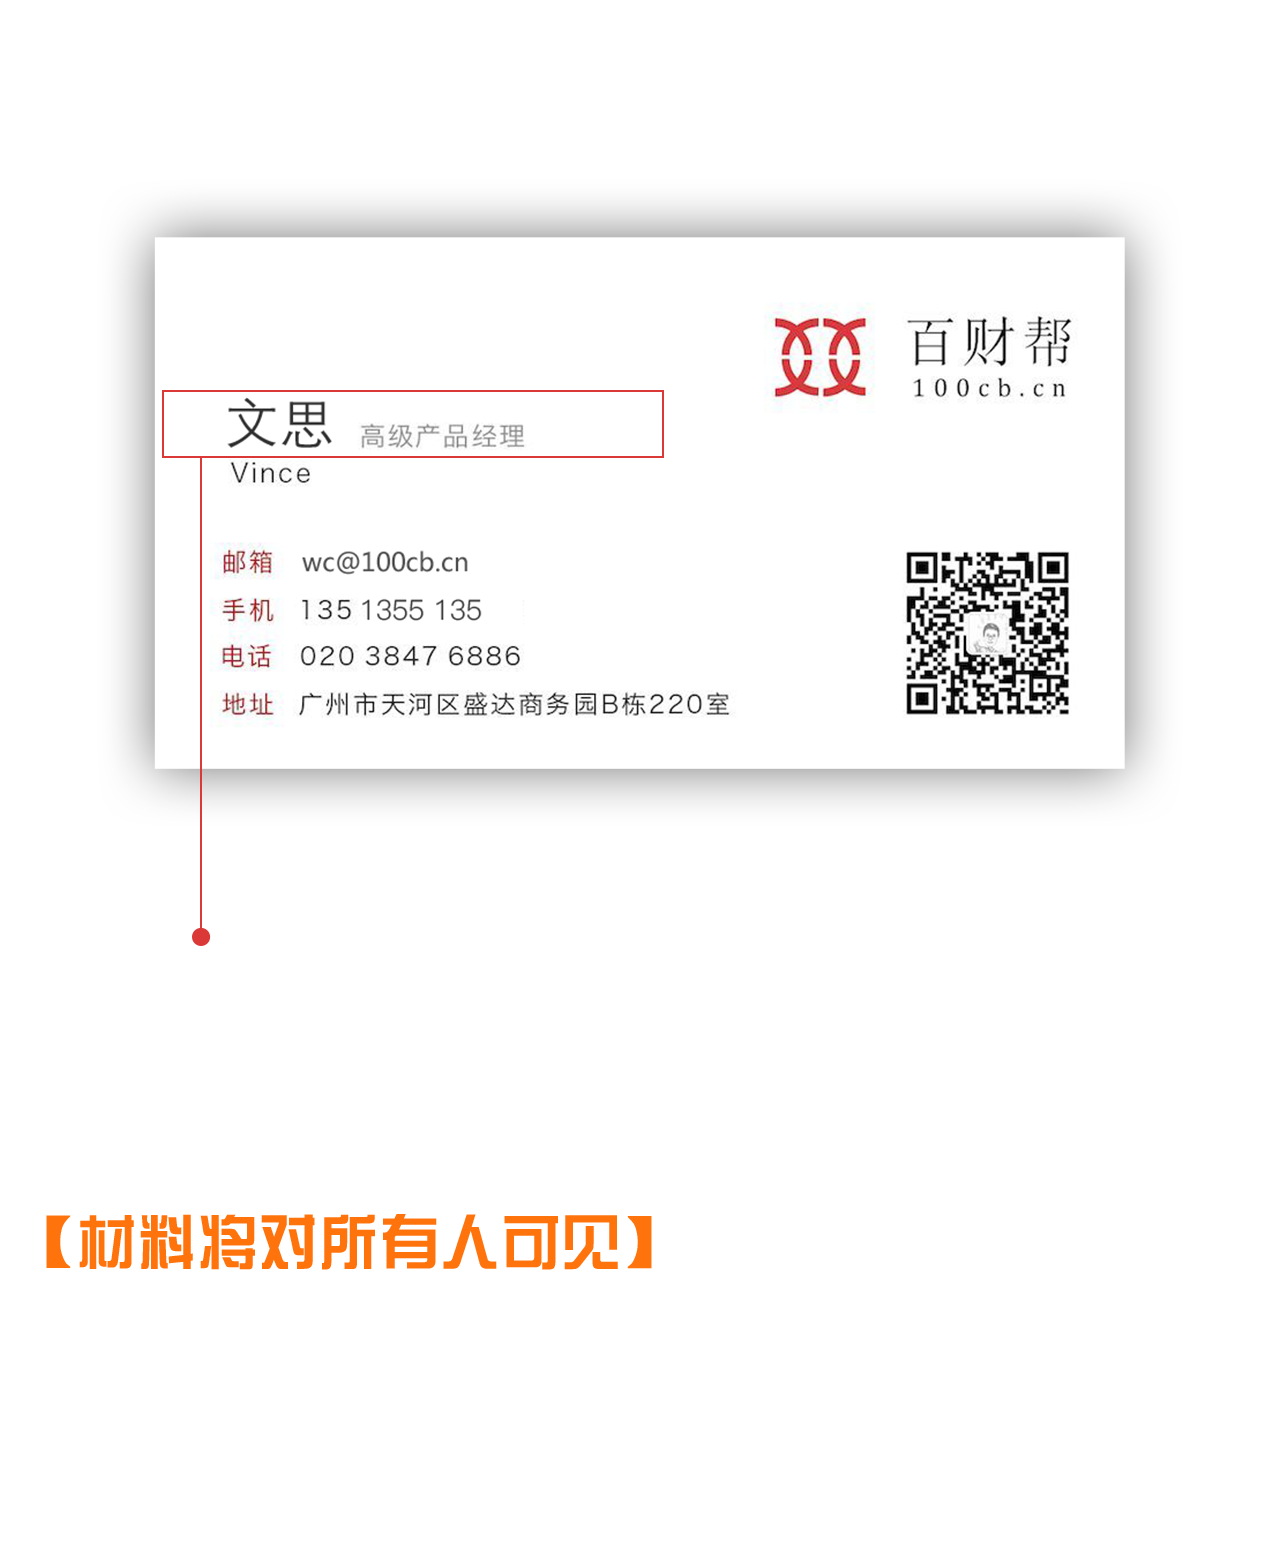 百财帮
100cb.cn
文思 高级产品经理
Vince
邮箱 wc@100cb.cn
手机 135 1355 135
电话 020 3847 6886
地址 广州市天河区盛达商务园B栋220室
【材料将对所有人可见】